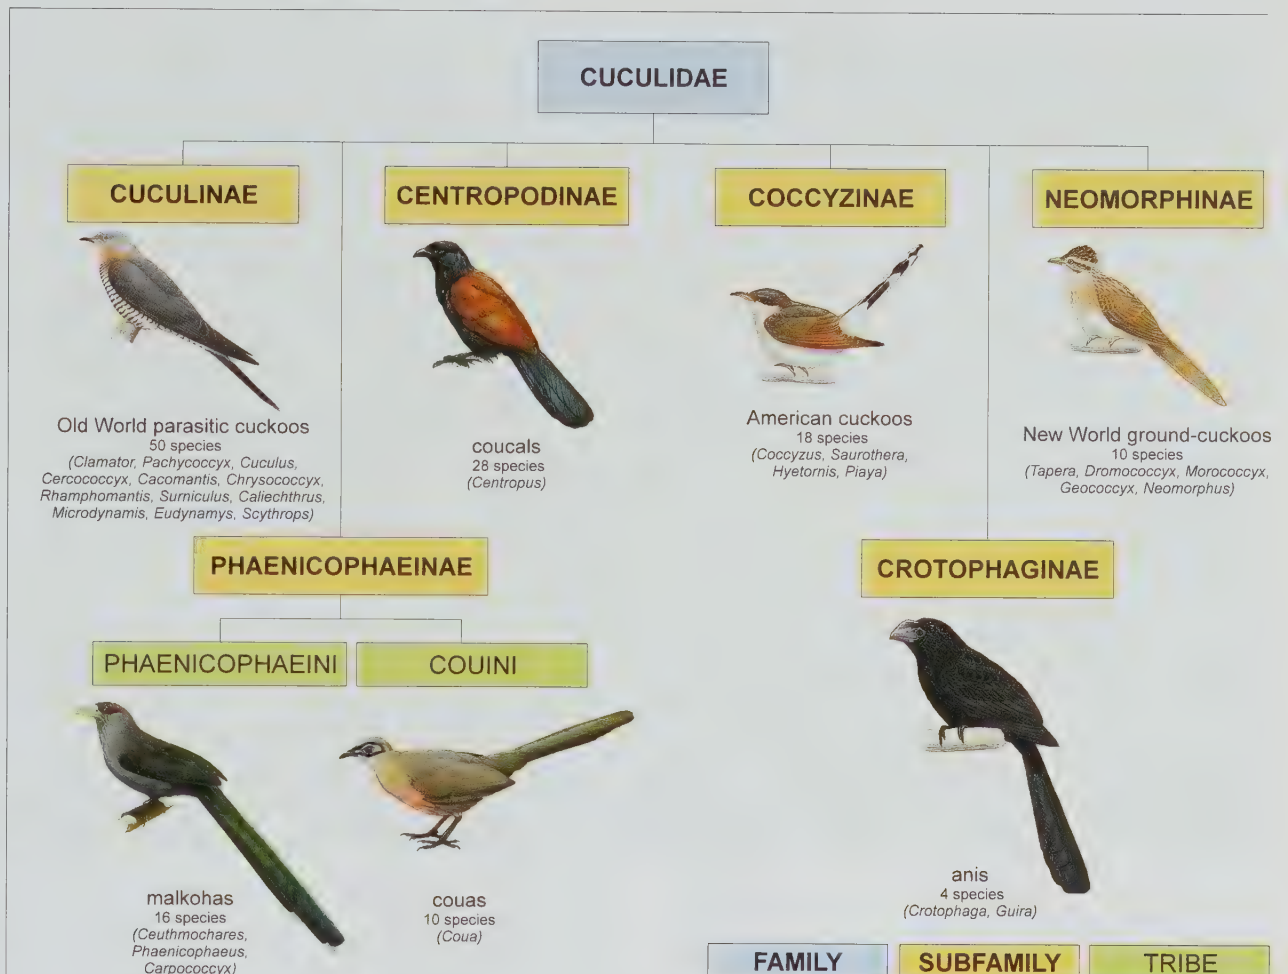 CUCULIDAE
CUCULINAE
CENTROPODINAE
COCCYZINAE
NEOMORPHINAE
Old World parasitic cuckoos
50 species
(Clamator, Pachycoccyx, Cuculus,
Cercococcyx, Cacomantis, Chrysococcyx,
Rhamphomantis, Surniculus, Caliechthrus,
Microdynamis, Eudynamys, Scythrops)
coucals
28 species
(Centropus)
American cuckoos
18 species
(Coccyzus, Saurothera,
Hyetornis, Piaya)
New World ground-cuckoos
10 species
(Tapera, Dromococcyx, Morococcyx,
Geococcyx, Neomorphus)
PHAENICOPHAEINAE
CROTOPHAGINAE
PHAENICOPHAEINI
COUINI
malkohas
16 species
(Ceuthmochares,
Phaenicophaeus,
Carpococcyx)
couas
10 species
(Coua)
anis
4 species
(Crotophaga, Guira)
FAMILY
SUBFAMILY
TRIBE